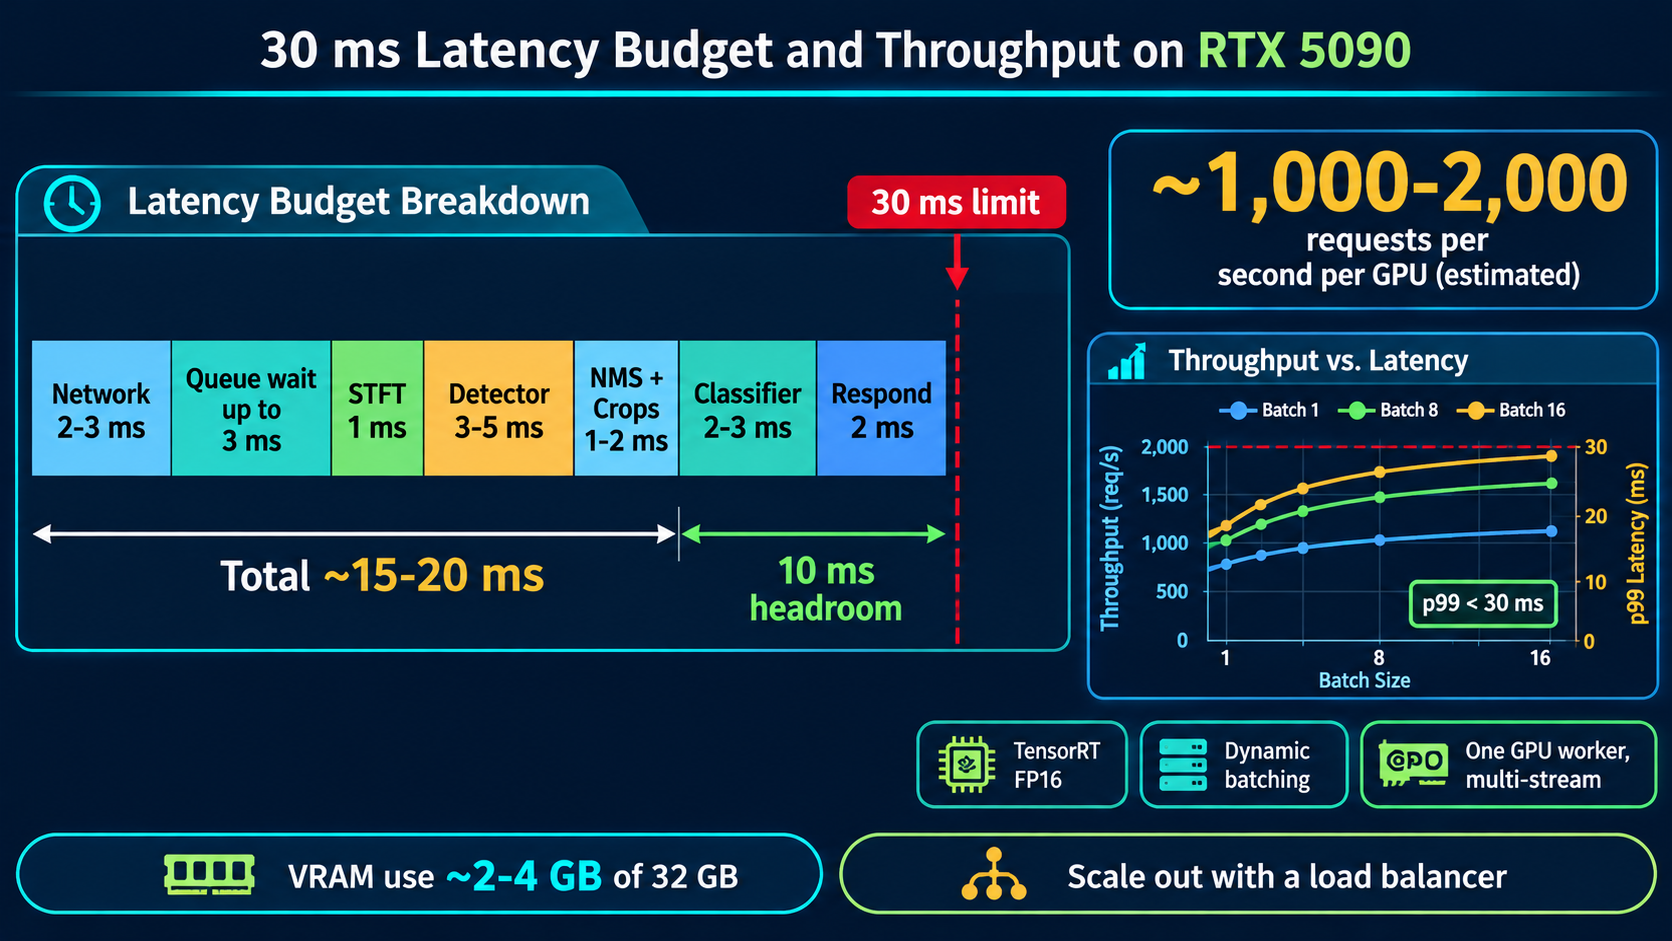 30 ms Latency Budget and Throughput on RTX 5090
Latency Budget Breakdown
30 ms limit
Network
2-3 ms
Queue wait
up to
3 ms
STFT
1 ms
Detector
3-5 ms
NMS +
Crops
1-2 ms
Classifier
2-3 ms
Respond
2 ms
Total ~15-20 ms
10 ms
headroom
~1,000-2,000
requests per
second per GPU (estimated)
Throughput vs. Latency
Batch 1
Batch 8
Batch 16
Throughput (req/s)
2,000
1,500
1,000
500
0
30
20
10
0
p99 Latency (ms)
p99 < 30 ms
1
8
16
Batch Size
TensorRT
FP16
Dynamic
batching
One GPU worker,
multi-stream
VRAM use ~2-4 GB of 32 GB
Scale out with a load balancer